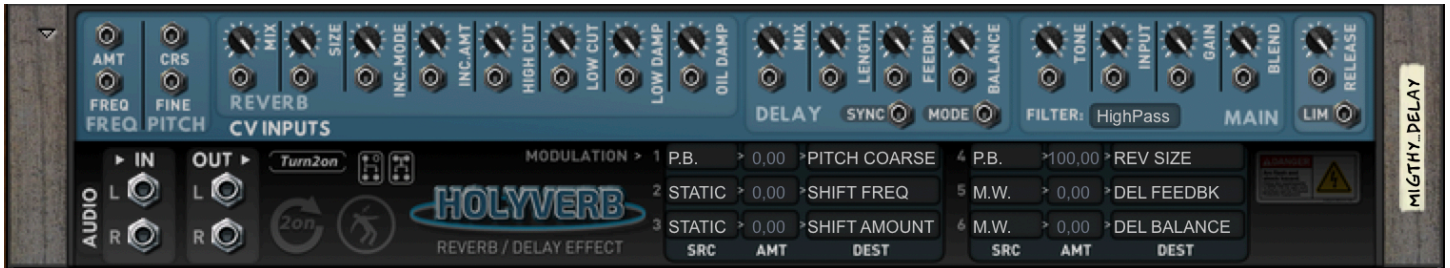 AMT CRS MIX SIZE INC.MODE INC.AMT HIGH CUT LOW CUT LOW DAMP OIL DAMP MIX LENGTH FEEDBK BALANCE TONE INPUT GAIN BLEND RELEASE
FREQ FINE REVERB
FREQ PITCH CV INPUTS DELAY SYNC MODE FILTER: HighPass MAIN LIM
MIGTHY_DELAY
AUDIO
IN OUT
L L
R R
Turn2on
2on
HOLYVERB
REVERB / DELAY EFFECT
MODULATION >
1 P.B. > 0,00 > PITCH COARSE
2 STATIC > 0,00 > SHIFT FREQ
3 STATIC > 0,00 > SHIFT AMOUNT
SRC AMT DEST
4 P.B. > 100,00 > REV SIZE
5 M.W. > 0,00 > DEL FEEDBK
6 M.W. > 0,00 > DEL BALANCE
SRC AMT DEST
DANGER